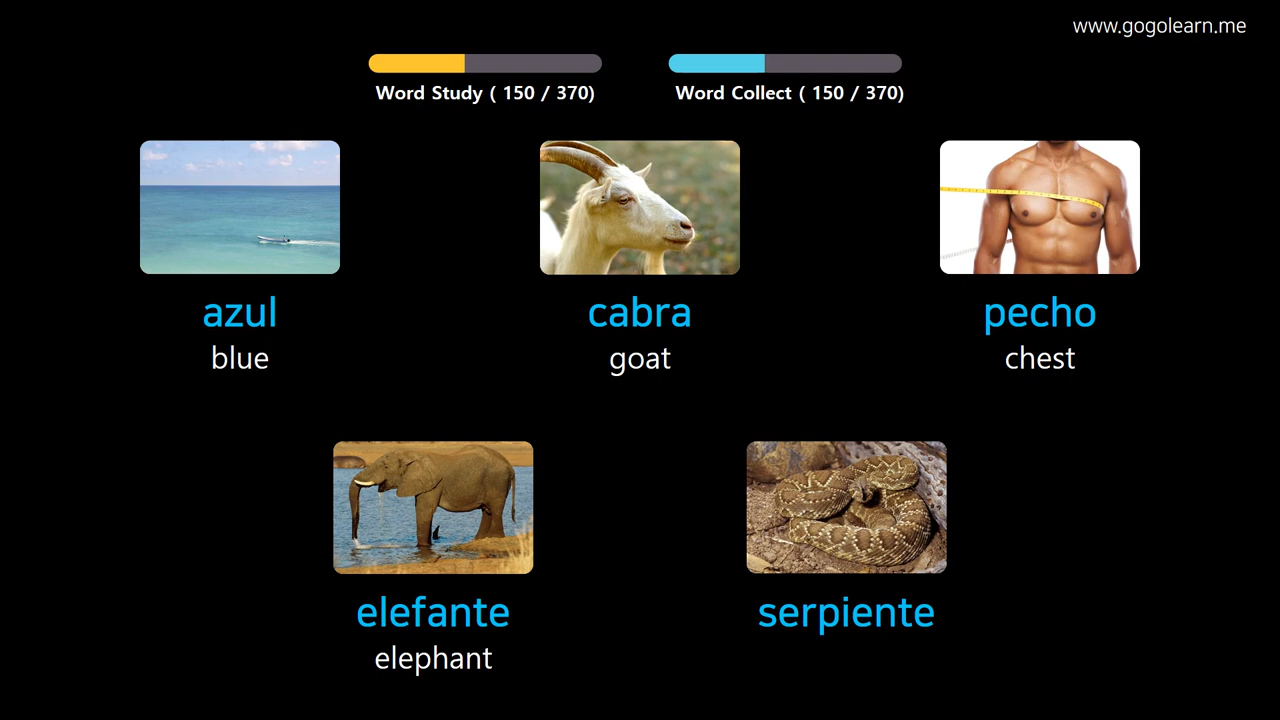 www.gogolearn.me
Word Study ( 150 / 370)
Word Collect ( 150 / 370)
azul
blue
cabra
goat
pecho
chest
elefante
elephant
serpiente